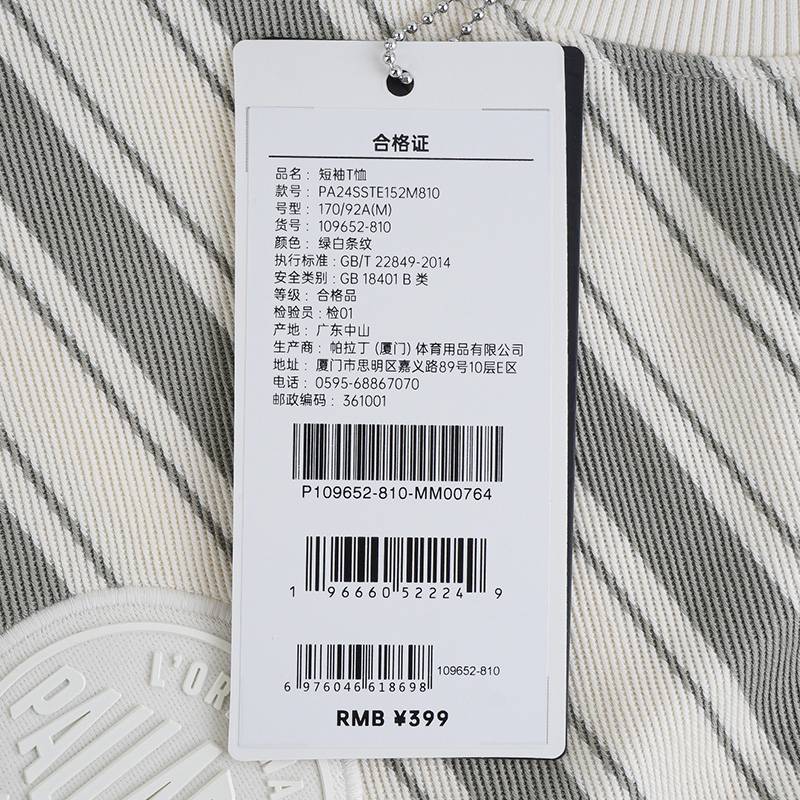 合格证
品名： 短袖T恤
款号： PA24SSTE152M810
号型： 170/92A(M)
货号： 109652-810
颜色： 绿白条纹
执行标准：GB/T 22849-2014
安全类别：GB 18401 B 类
等级： 合格品
检验员：检01
产地： 广东中山
生产商： 帕拉丁 (厦门) 体育用品有限公司
地址： 厦门市思明区嘉义路89号10层E区
电话： 0595-68867070
邮政编码： 361001
P109652-810-MM00764
1 96660 52224 9
109652-810
6 976046 618698
RMB ¥399